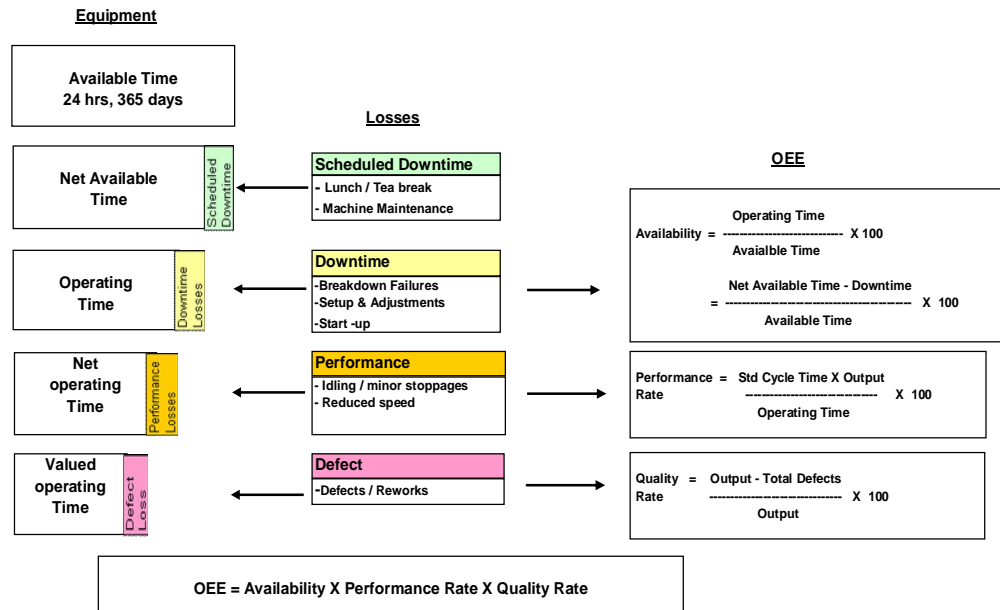 Equipment
Available Time
24 hrs, 365 days
Losses
OEE
Net Available
Time
Scheduled
Downtime
Scheduled Downtime
- Lunch / Tea break
- Machine Maintenance
Operating Time
Availability = ------------------------------ X 100
Avaialble Time
Net Available Time - Downtime
= ---------------------------------------------- X 100
Available Time
Operating
Time
Downtime
Losses
Downtime
-Breakdown Failures
-Setup & Adjustments
-Start -up
Net
operating
Time
Performance
Losses
Performance
- Idling / minor stoppages
- Reduced speed
Performance = Std Cycle Time X Output
Rate --------------------------------- X 100
Operating Time
Valued
operating
Time
Defect
Loss
Defect
-Defects / Reworks
Quality = Output - Total Defects
Rate --------------------------------- X 100
Output
OEE = Availability X Performance Rate X Quality Rate